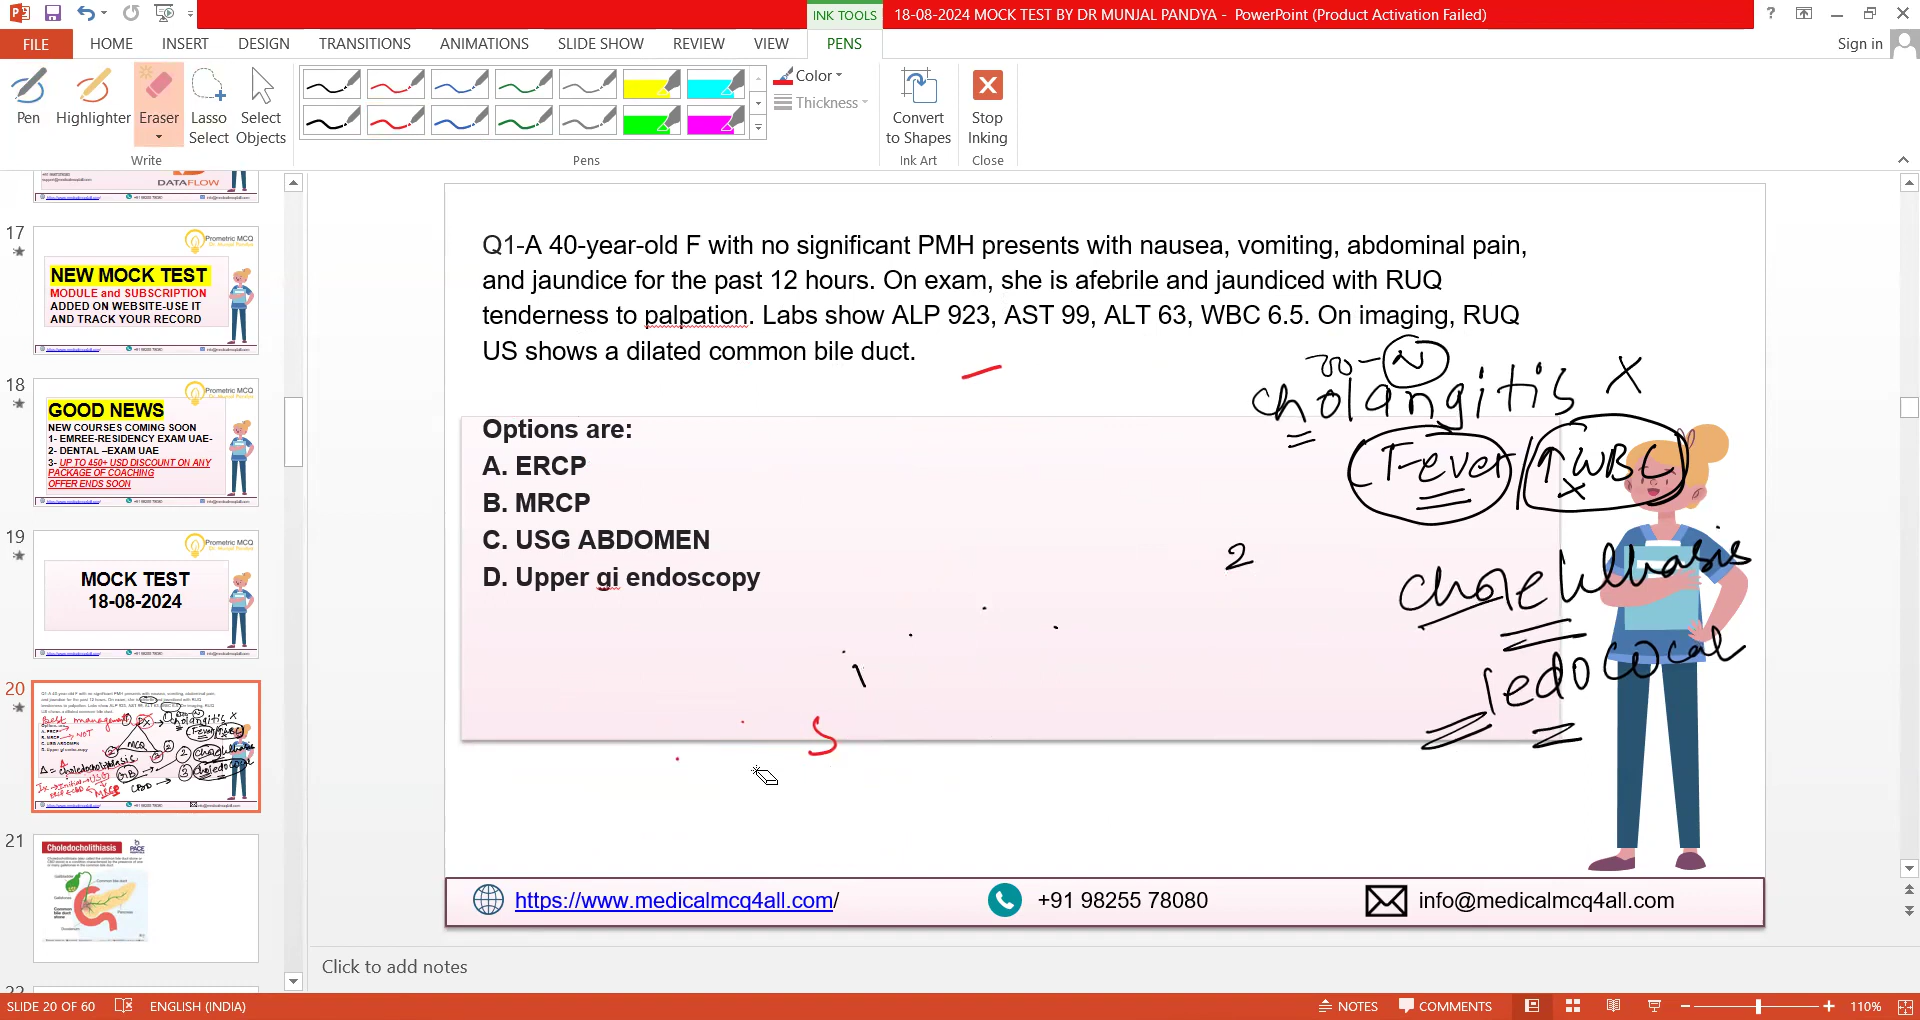 INK TOOLS
18-08-2024 MOCK TEST BY DR MUNJAL PANDYA - PowerPoint (Product Activation Failed)
FILE
HOME
INSERT
DESIGN
TRANSITIONS
ANIMATIONS
SLIDE SHOW
REVIEW
VIEW
PENS
Sign in
Pen
Highlighter
Eraser
Lasso Select
Select Objects
Color
Thickness
Convert to Shapes
Stop Inking
Write
Pens
Ink Art
Close
DATAFLOW
17
Prometric MCQ
NEW MOCK TEST
MODULE and SUBSCRIPTION
ADDED ON WEBSITE-USE IT
AND TRACK YOUR RECORD
18
Prometric MCQ
GOOD NEWS
NEW COURSES COMING SOON
1- EMREE-RESIDENCY EXAM UAE-
2- DENTAL –EXAM UAE
3- UP TO 450+ USD DISCOUNT ON ANY
PACKAGE OF COACHING
OFFER ENDS SOON
19
Prometric MCQ
MOCK TEST
18-08-2024
20
21
Choledocholithiasis
Q1-A 40-year-old F with no significant PMH presents with nausea, vomiting, abdominal pain,
and jaundice for the past 12 hours. On exam, she is afebrile and jaundiced with RUQ
tenderness to palpation. Labs show ALP 923, AST 99, ALT 63, WBC 6.5. On imaging, RUQ
US shows a dilated common bile duct.
N
cholangitis X
Fever
↑ WBC
X
Options are:
A. ERCP
B. MRCP
C. USG ABDOMEN
D. Upper gi endoscopy
2
https://www.medicalmcq4all.com/
+91 98255 78080
info@medicalmcq4all.com
Click to add notes
SLIDE 20 OF 60
ENGLISH (INDIA)
NOTES
COMMENTS
110%